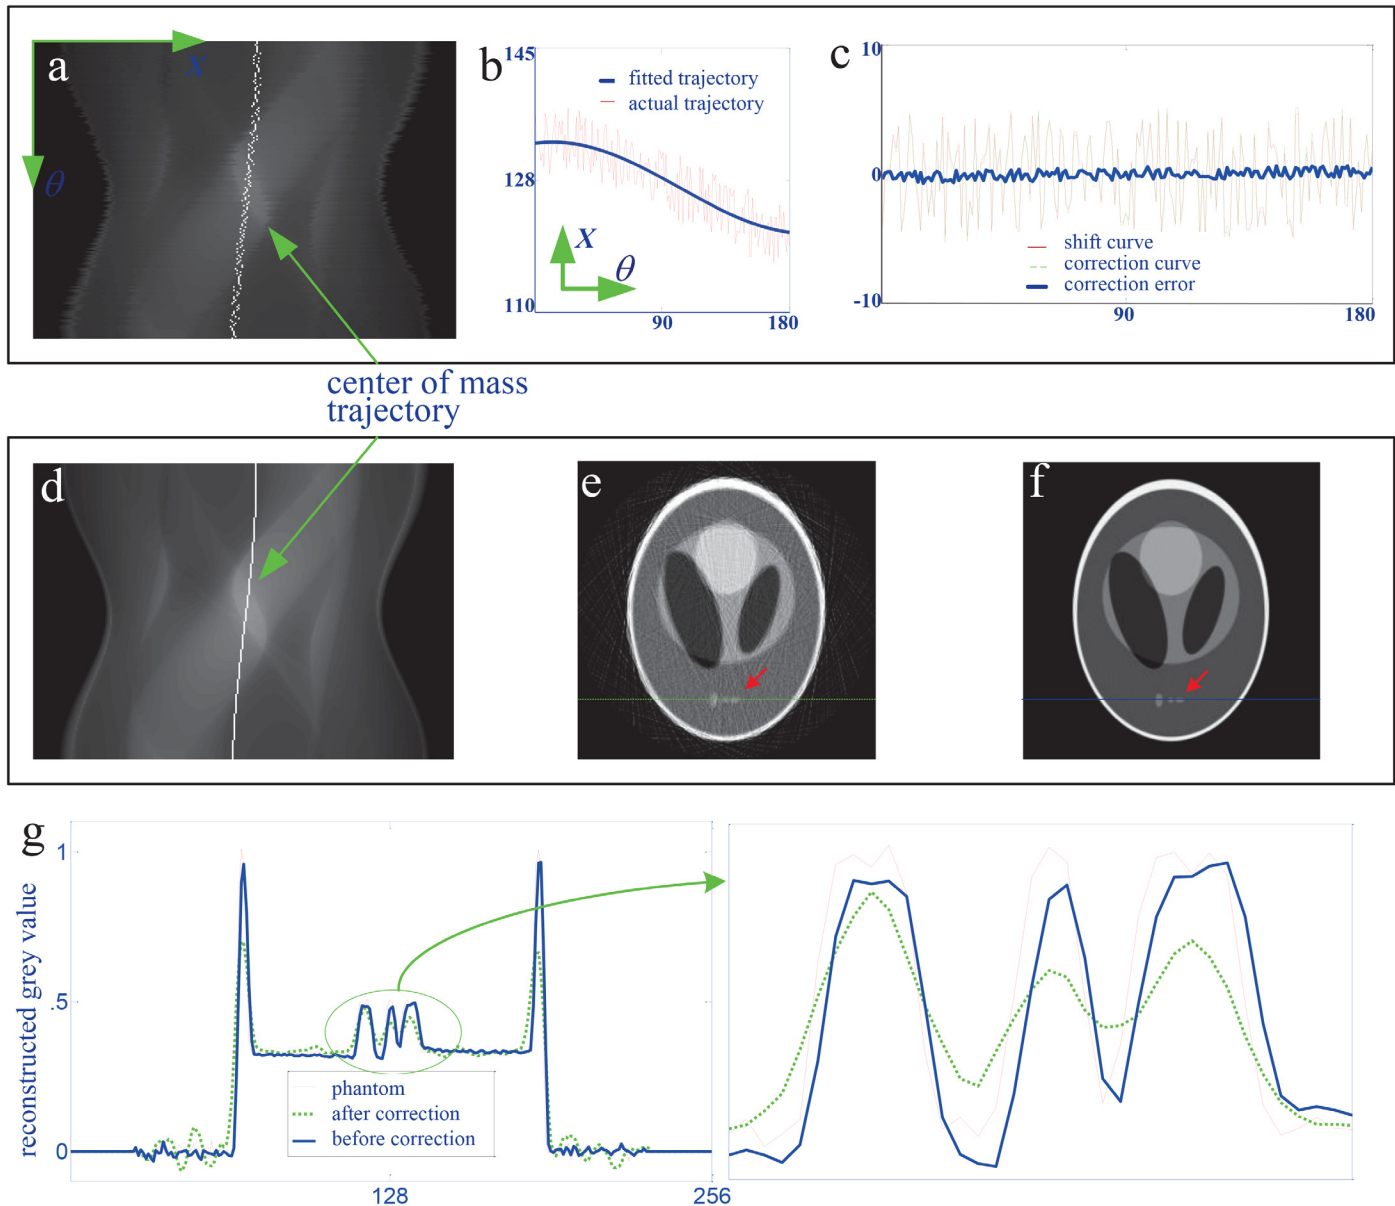 a
x
θ
b
145
128
110
90
180
fitted trajectory
actual trajectory
x
θ
c
10
0
-10
90
180
shift curve
correction curve
correction error
center of mass
trajectory
d
e
f
g
reconstructed grey value
1
.5
0
128
256
phantom
after correction
before correction